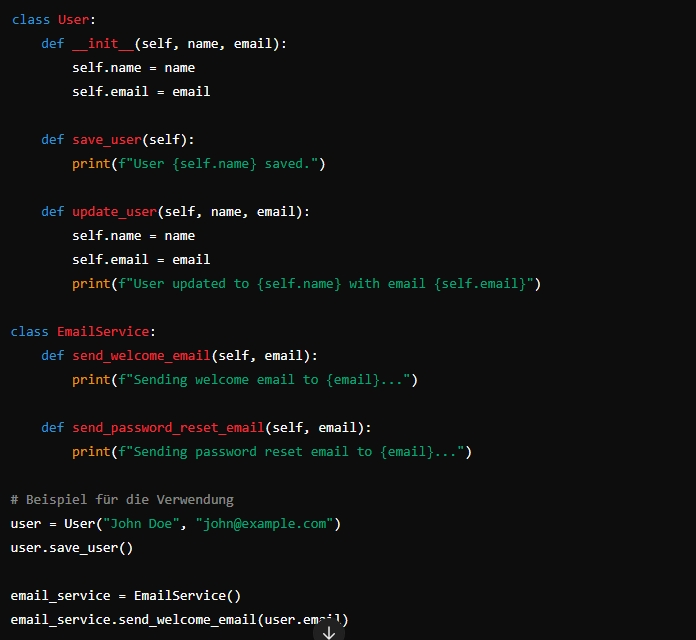 class User:
    def __init__(self, name, email):
        self.name = name
        self.email = email

    def save_user(self):
        print(f"User {self.name} saved.")

    def update_user(self, name, email):
        self.name = name
        self.email = email
        print(f"User updated to {self.name} with email {self.email}")

class EmailService:
    def send_welcome_email(self, email):
        print(f"Sending welcome email to {email}...")

    def send_password_reset_email(self, email):
        print(f"Sending password reset email to {email}...")

# Beispiel für die Verwendung
user = User("John Doe", "john@example.com")
user.save_user()

email_service = EmailService()
email_service.send_welcome_email(user.email)